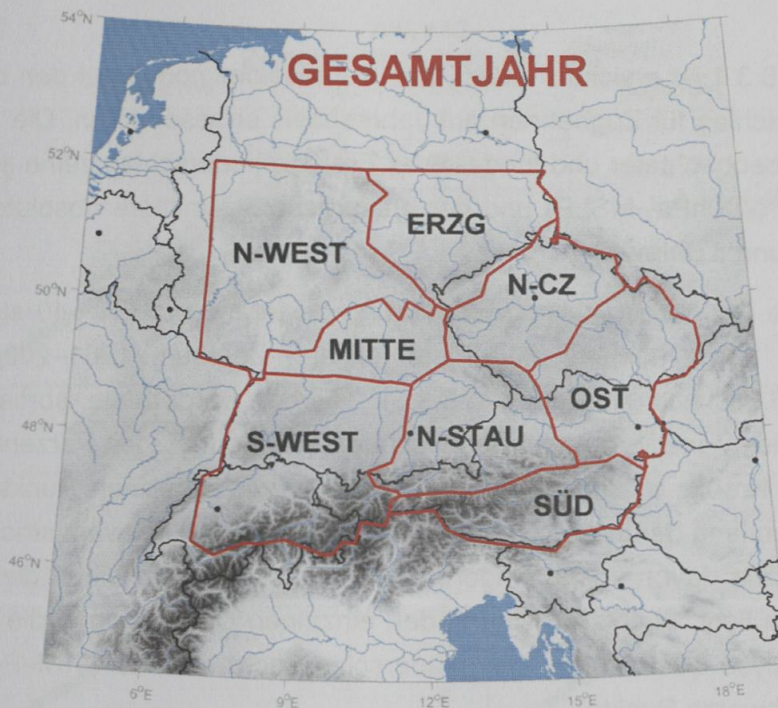 54°N
GESAMTJAHR
52°N
ERZG
N-WEST
N-CZ
50°N
MITTE
OST
48°N
S-WEST
N-STAU
SÜD
46°N
6°E
9°E
12°E
15°E
18°E